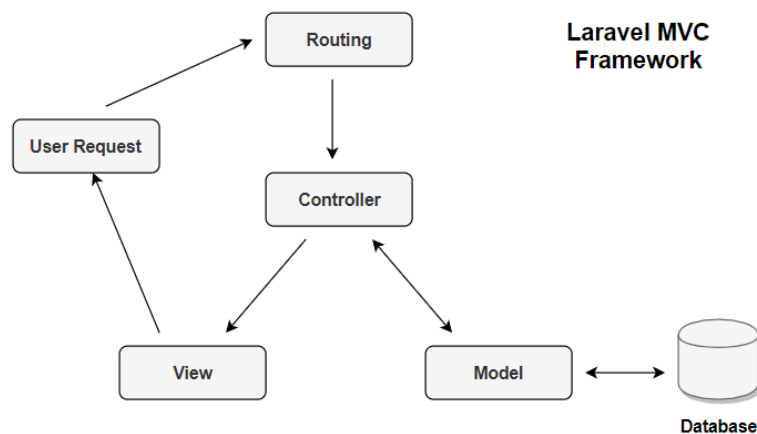 Laravel MVC
Framework
Routing
User Request
Controller
View
Model
Database